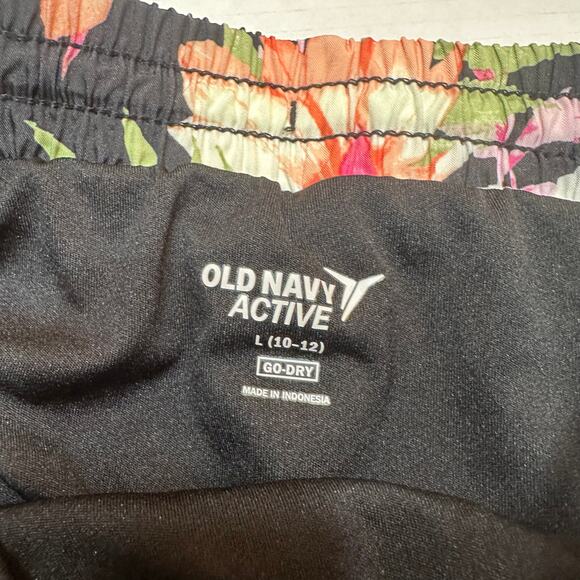 OLD NAVY
ACTIVE
L (10-12)
GO-DRY
MADE IN INDONESIA